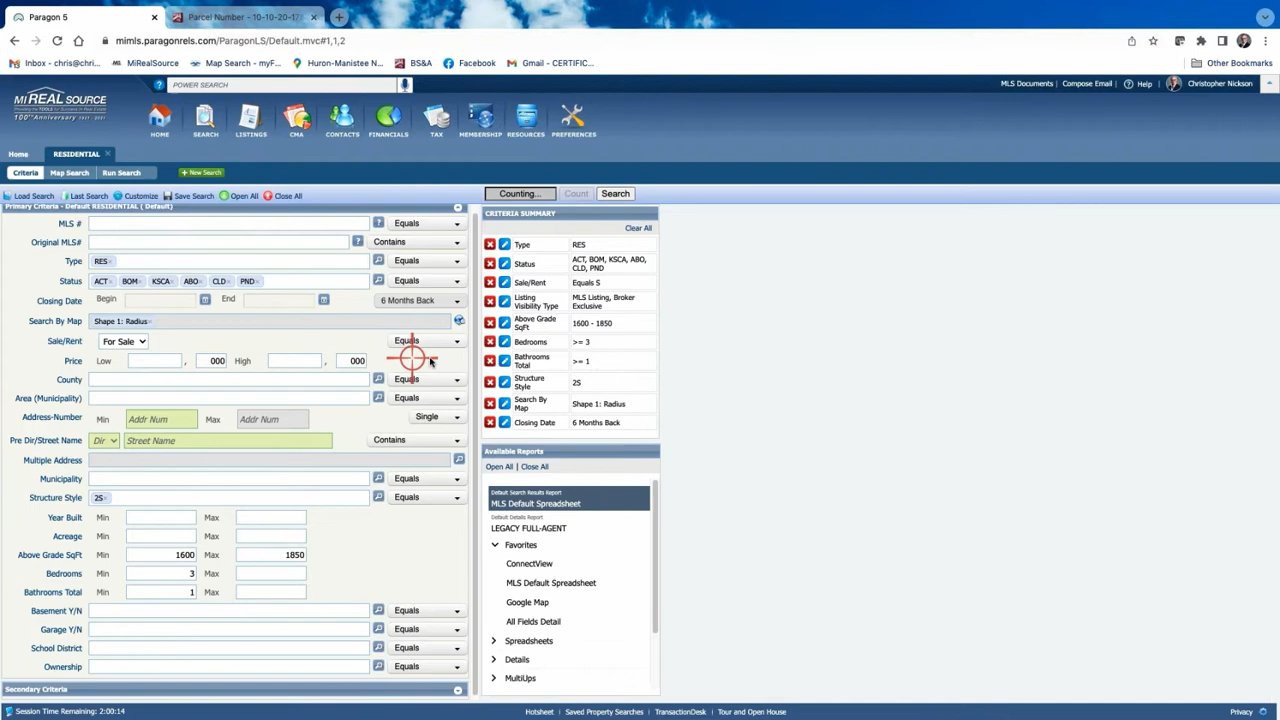 Paragon 5
Parcel Number - 10-10-20-178
mimls.paragonrels.com/ParagonLS/Default.mvc#1,1,2
Inbox - chris@chri...
MiRealSource
Map Search - myF...
Huron-Manistee N...
BS&A
Facebook
Gmail - CERTIFIC...
Other Bookmarks
POWER SEARCH
MLS Documents
Compose Email
Help
Christopher Nickson
MiREALSOURCE
100th Anniversary
HOME
SEARCH
LISTINGS
CMA
CONTACTS
FINANCIALS
TAX
MEMBERSHIP
RESOURCES
PREFERENCES
Home
RESIDENTIAL
Criteria
Map Search
Run Search
New Search
Load Search
Last Search
Customize
Save Search
Open All
Close All
Counting...
Count
Search
Primary Criteria - Default RESIDENTIAL ( Default)
MLS #
Equals
Original MLS#
Contains
Type RES
Equals
Status ACT BOM KSCA ABO CLD PND
Equals
Closing Date Begin End
6 Months Back
Search By Map Shape 1: Radius
Sale/Rent For Sale
Equals
Price Low , 000 High , 000
County
Equals
Area (Municipality)
Equals
Address-Number Min Addr Num Max Addr Num
Single
Pre Dir/Street Name Dir Street Name
Contains
Multiple Address
Municipality
Equals
Structure Style 2S
Equals
Year Built Min Max
Acreage Min Max
Above Grade SqFt Min 1600 Max 1850
Bedrooms Min 3 Max
Bathrooms Total Min 1 Max
Basement Y/N
Equals
Garage Y/N
Equals
School District
Equals
Ownership
Equals
Secondary Criteria
CRITERIA SUMMARY
Clear All
Type RES
Status ACT, BOM, KSCA, ABO,
CLD, PND
Sale/Rent Equals S
Listing MLS Listing, Broker
Visibility Type Exclusive
Above Grade
SqFt 1600 - 1850
Bedrooms >= 3
Bathrooms
Total >= 1
Structure
Style 2S
Search By
Map Shape 1: Radius
Closing Date 6 Months Back
Available Reports
Open All | Close All
Default Search Results Report
MLS Default Spreadsheet
Default Details Report
LEGACY FULL-AGENT
Favorites
ConnectView
MLS Default Spreadsheet
Google Map
All Fields Detail
Spreadsheets
Details
MultiUps
Session Time Remaining: 2:00:14
Hotsheet
Saved Property Searches
TransactionDesk
Tour and Open House
Privacy